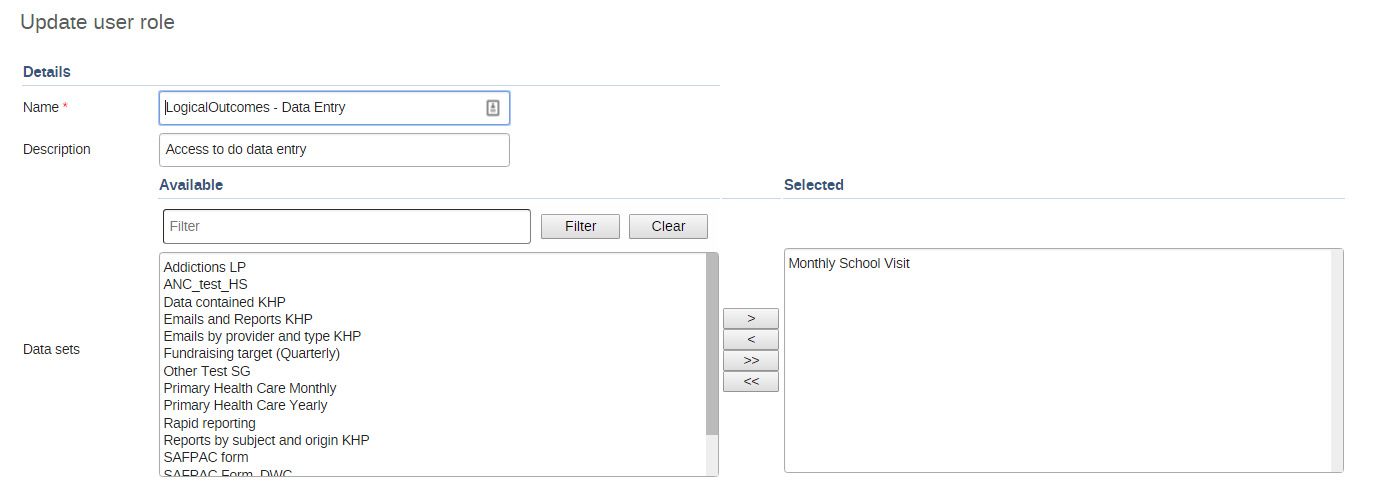 Update user role
Details
Name *
LogicalOutcomes - Data Entry
Description
Access to do data entry
Available
Selected
Filter
Filter
Clear
Data sets
Addictions LP
ANC_test_HS
Data contained KHP
Emails and Reports KHP
Emails by provider and type KHP
Fundraising target (Quarterly)
Other Test SG
Primary Health Care Monthly
Primary Health Care Yearly
Rapid reporting
Reports by subject and origin KHP
SAFPAC form
SAFPAC Form_DWC
>
<
>>
<<
Monthly School Visit